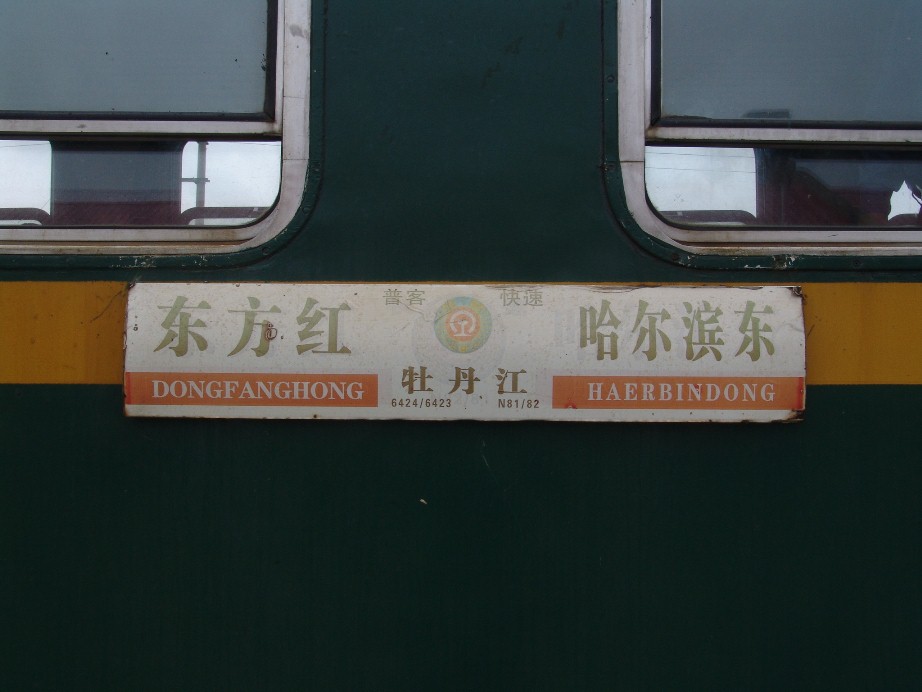 普客 快速
东方红 哈尔滨东
牡丹江
DONGFANGHONG HAERBINDONG
6424/6423 N81/82